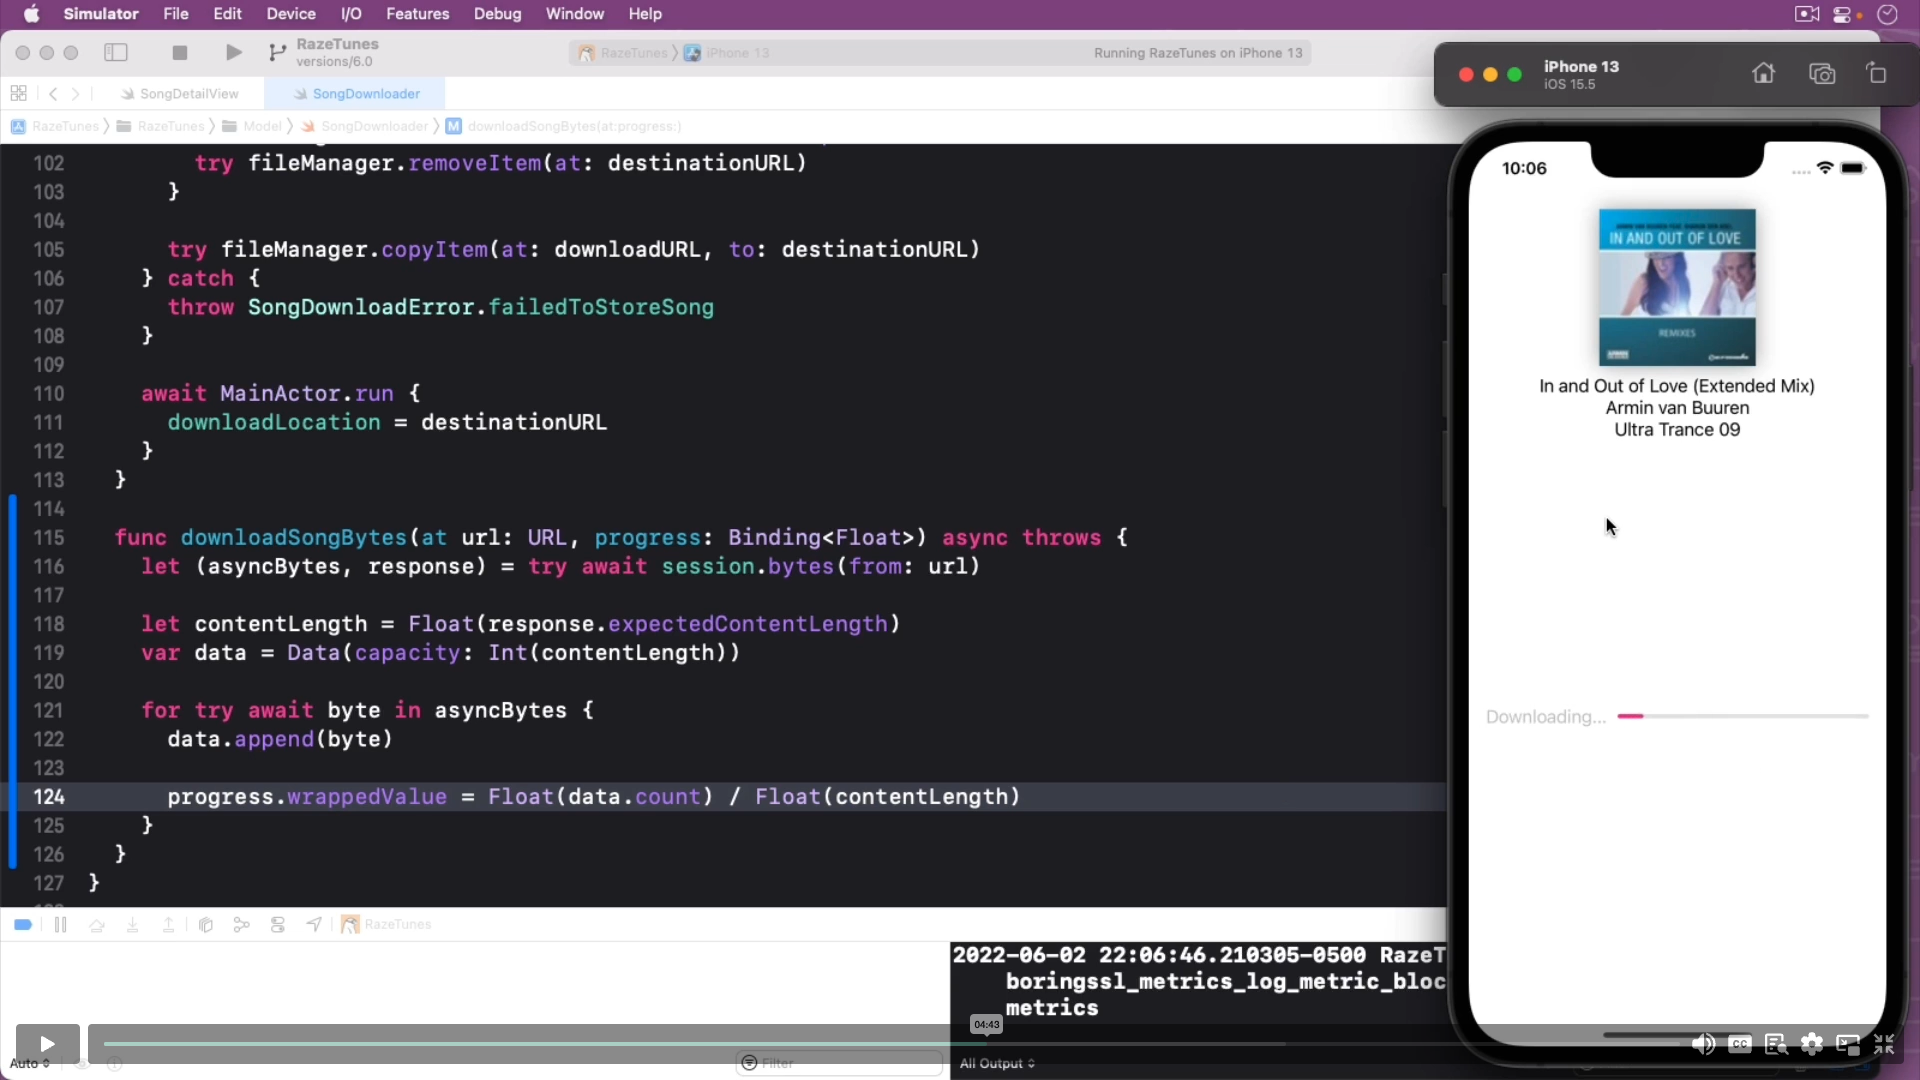 Simulator File Edit Device I/O Features Debug Window Help
RazeTunes
versions/6.0
RazeTunes iPhone 13
Running RazeTunes on iPhone 13
SongDetailView
SongDownloader
RazeTunes RazeTunes Model SongDownloader M downloadSongBytes(at:progress:)
102 try fileManager.removeItem(at: destinationURL)
103 }
104
105 try fileManager.copyItem(at: downloadURL, to: destinationURL)
106 } catch {
107 throw SongDownloadError.failedToStoreSong
108 }
109
110 await MainActor.run {
111 downloadLocation = destinationURL
112 }
113 }
114
115 func downloadSongBytes(at url: URL, progress: Binding<Float>) async throws {
116 let (asyncBytes, response) = try await session.bytes(from: url)
117
118 let contentLength = Float(response.expectedContentLength)
119 var data = Data(capacity: Int(contentLength))
120
121 for try await byte in asyncBytes {
122 data.append(byte)
123
124 progress.wrappedValue = Float(data.count) / Float(contentLength)
125 }
126 }
127 }
RazeTunes
2022-06-02 22:06:46.210305-0500 RazeT
boringssl_metrics_log_metric_bloc
metrics
04:43
Auto
Filter
All Output
CC
iPhone 13
iOS 15.5
10:06
IN AND OUT OF LOVE
REMIXES
In and Out of Love (Extended Mix)
Armin van Buuren
Ultra Trance 09
Downloading...